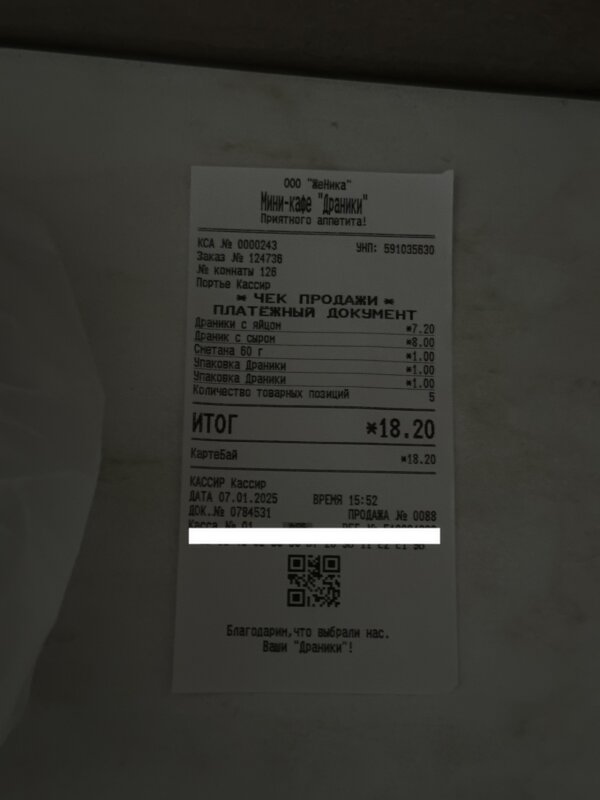 ООО "ЖеНика"
Мини-кафе "Драники"
Приятного аппетита!
КСА № 0000243 УНП: 591035630
Заказ № 124736
№ комнаты 126
Портье Кассир
* ЧЕК ПРОДАЖИ *
ПЛАТЕЖНЫЙ ДОКУМЕНТ
Драники с яйцом *7.20
Драник с сыром *8.00
Сметана 60 г *1.00
Упаковка Драники *1.00
Упаковка Драники *1.00
Количество товарных позиций 5
ИТОГ *18.20
КартаБай *18.20
КАССИР Кассир
ДАТА 07.01.2025 ВРЕМЯ 15:52
ДОК.№ 0784531 ПРОДАЖА № 0088
Касса № 01
Благодарим,что выбрали нас.
Ваши "Драники"!